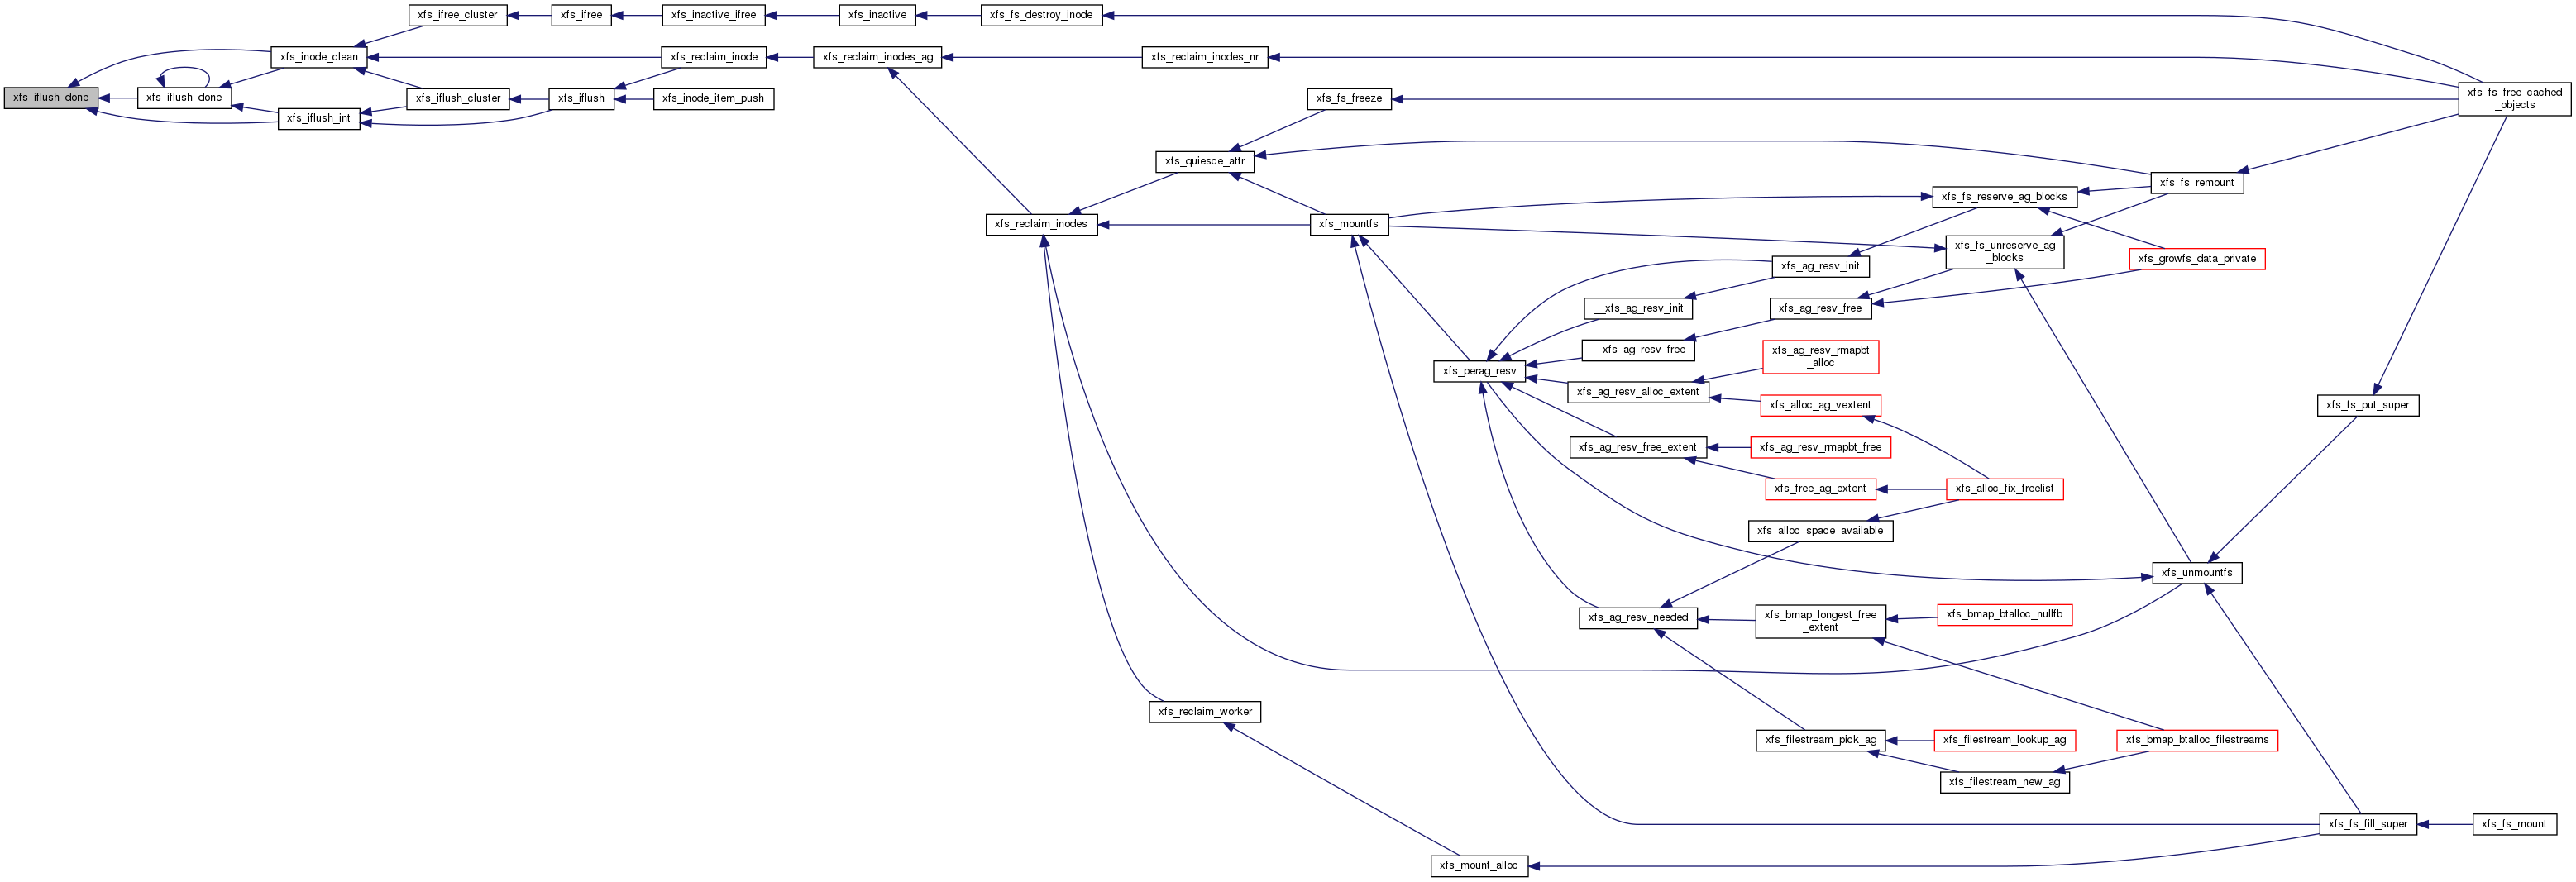 xfs_ifree_cluster
xfs_ifree
xfs_inactive_ifree
xfs_inactive
xfs_fs_destroy_inode
xfs_inode_clean
xfs_reclaim_inode
xfs_reclaim_inodes_ag
xfs_reclaim_inodes_nr
xfs_iflush_done
xfs_iflush_done
xfs_iflush_cluster
xfs_iflush
xfs_inode_item_push
xfs_fs_freeze
xfs_fs_free_cached
_objects
xfs_iflush_int
xfs_quiesce_attr
xfs_fs_remount
xfs_fs_reserve_ag_blocks
xfs_reclaim_inodes
xfs_mountfs
xfs_fs_unreserve_ag
_blocks
xfs_growfs_data_private
xfs_ag_resv_init
__xfs_ag_resv_init
xfs_ag_resv_free
__xfs_ag_resv_free
xfs_ag_resv_rmapbt
_alloc
xfs_perag_resv
xfs_ag_resv_alloc_extent
xfs_alloc_ag_vextent
xfs_fs_put_super
xfs_ag_resv_free_extent
xfs_ag_resv_rmapbt_free
xfs_free_ag_extent
xfs_alloc_fix_freelist
xfs_alloc_space_available
xfs_unmountfs
xfs_ag_resv_needed
xfs_bmap_longest_free
_extent
xfs_bmap_btalloc_nullfb
xfs_reclaim_worker
xfs_filestream_pick_ag
xfs_filestream_lookup_ag
xfs_bmap_btalloc_filestreams
xfs_filestream_new_ag
xfs_fs_fill_super
xfs_fs_mount
xfs_mount_alloc